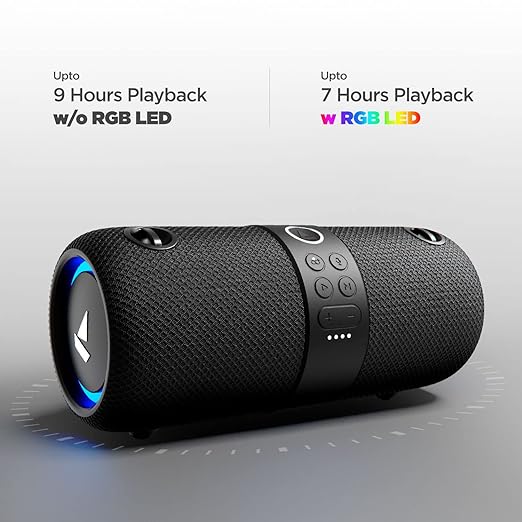 Upto
9 Hours Playback
w/o RGB LED
Upto
7 Hours Playback
w RGB LED